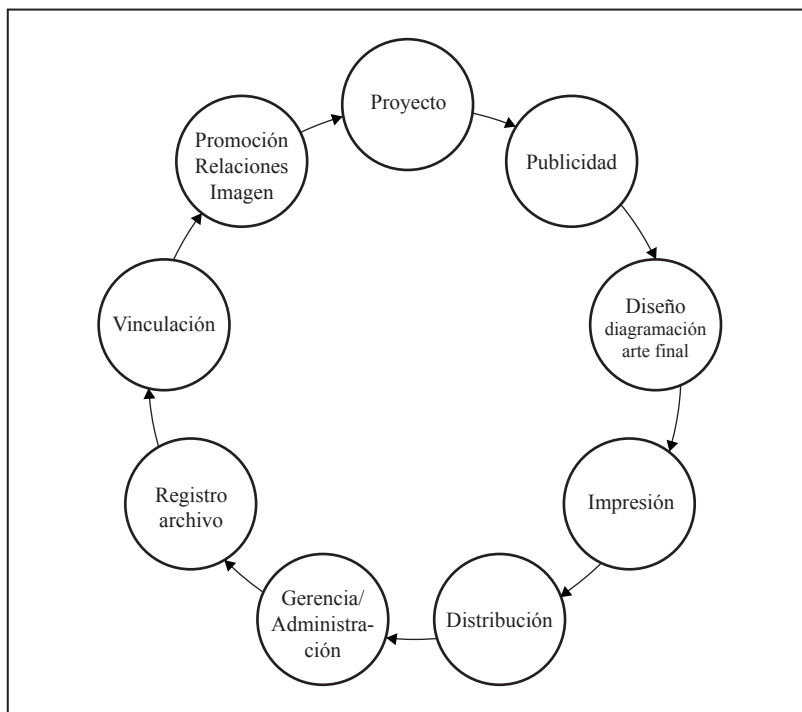 Proyecto
Publicidad
Diseño
diagramación
arte final
Impresión
Distribución
Gerencia/
Administra-
ción
Registro
archivo
Vinculación
Promoción
Relaciones
Imagen